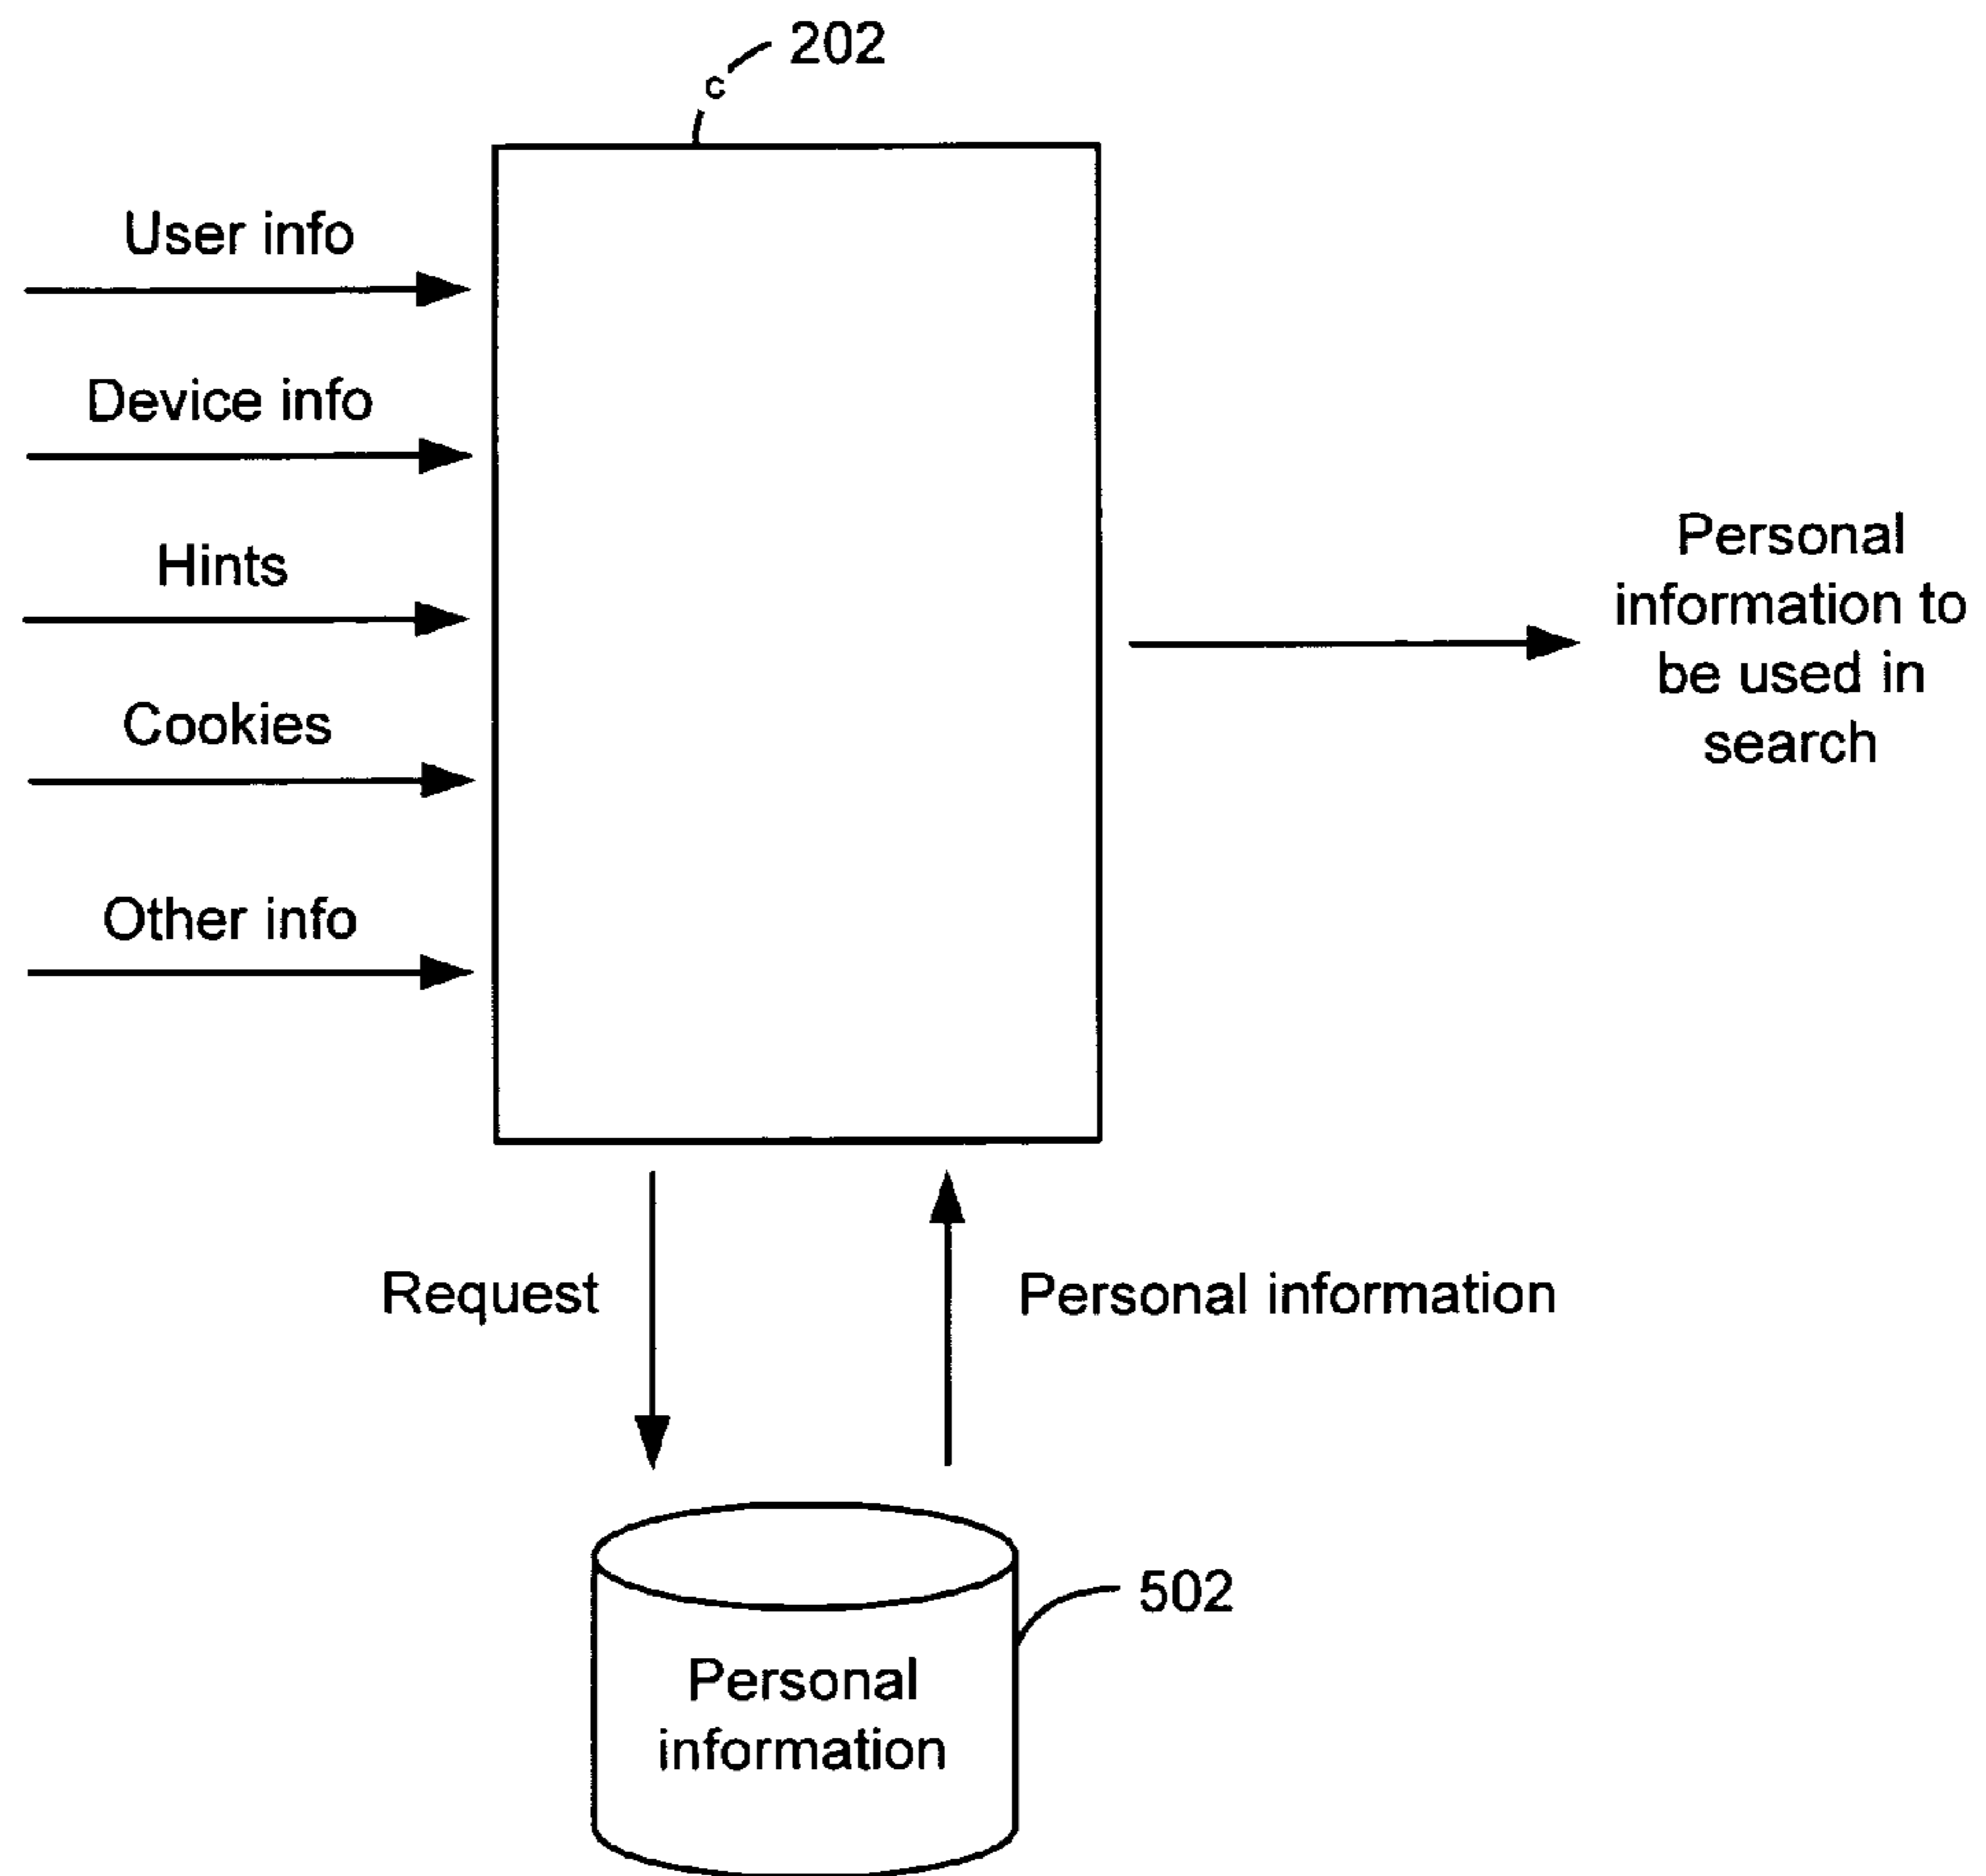 202
c
User info
Device info
Hints
Cookies
Other info
Personal
information to
be used in
search
Request
Personal information
502
Personal
information